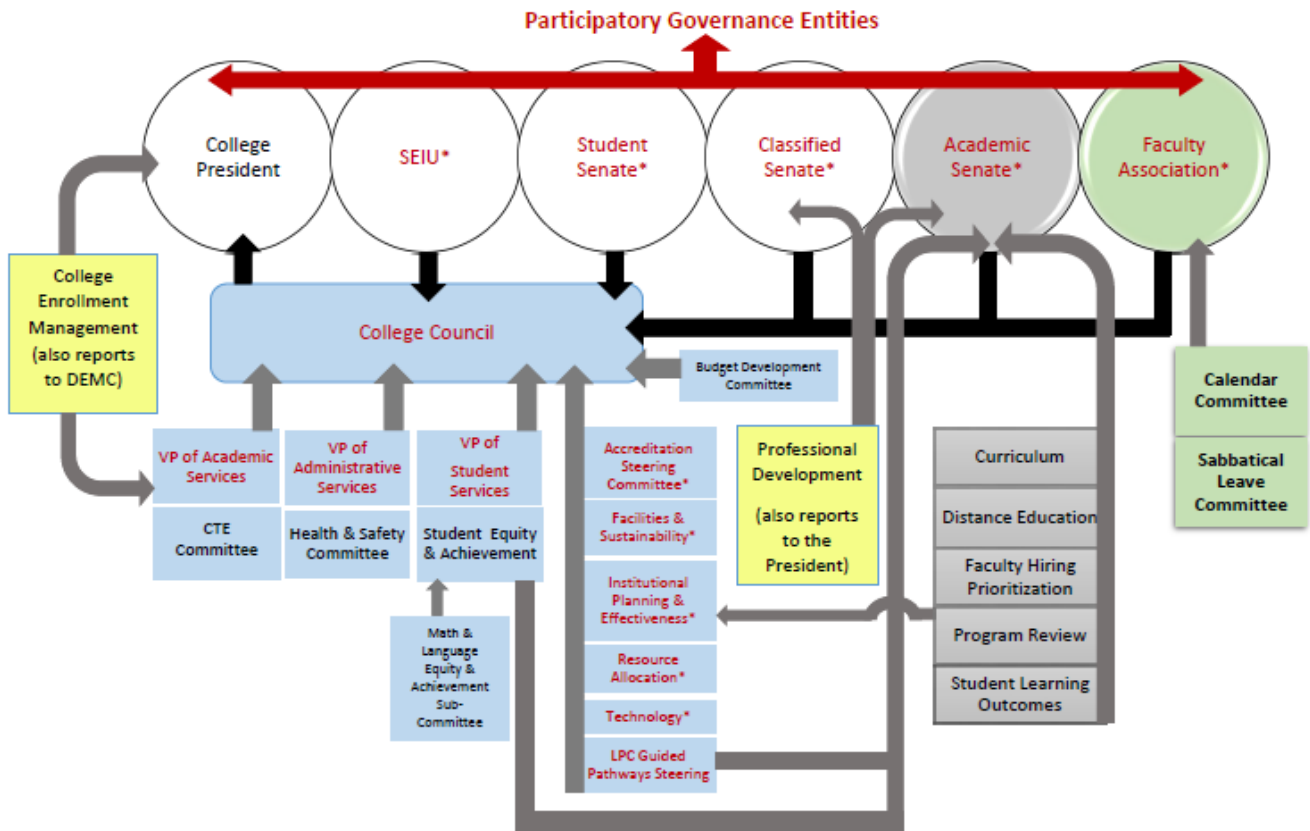 Participatory Governance Entities
College
President
SEIU*
Student
Senate*
Classified
Senate*
Academic
Senate*
Faculty
Association*
College
Enrollment
Management
(also reports
to DEMC)
College Council
Budget Development
Committee
Calendar
Committee
Sabbatical
Leave
Committee
VP of Academic
Services
CTE
Committee
VP of
Administrative
Services
Health & Safety
Committee
VP of
Student
Services
Student Equity
& Achievement
Math &
Language
Equity &
Achievement
Sub-
Committee
Accreditation
Steering
Committee*
Facilities &
Sustainability*
Institutional
Planning &
Effectiveness*
Resource
Allocation*
Technology*
LPC Guided
Pathways Steering
Professional
Development
(also reports
to the
President)
Curriculum
Distance Education
Faculty Hiring
Prioritization
Program Review
Student Learning
Outcomes